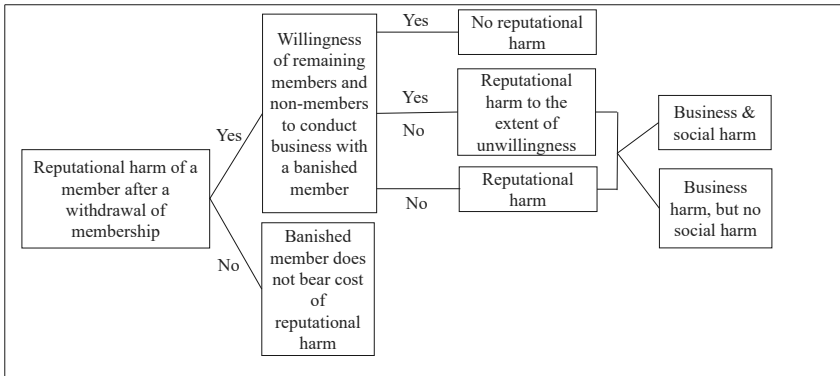 Reputational harm of a
member after a
withdrawal of
membership
Yes
No
Willingness
of remaining
members and
non-members
to conduct
business with
a banished
member
Banished
member does
not bear cost
of
reputational
harm
Yes
No reputational
harm
Yes
No
Reputational
harm to the
extent of
unwillingness
No
Reputational
harm
Business &
social harm
Business
harm, but no
social harm